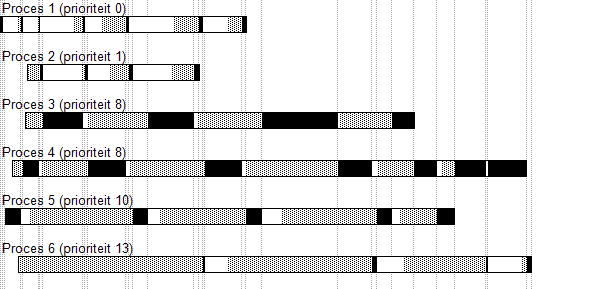 Proces 1 (prioriteit 0)
Proces 2 (prioriteit 1)
Proces 3 (prioriteit 8)
Proces 4 (prioriteit 8)
Proces 5 (prioriteit 10)
Proces 6 (prioriteit 13)